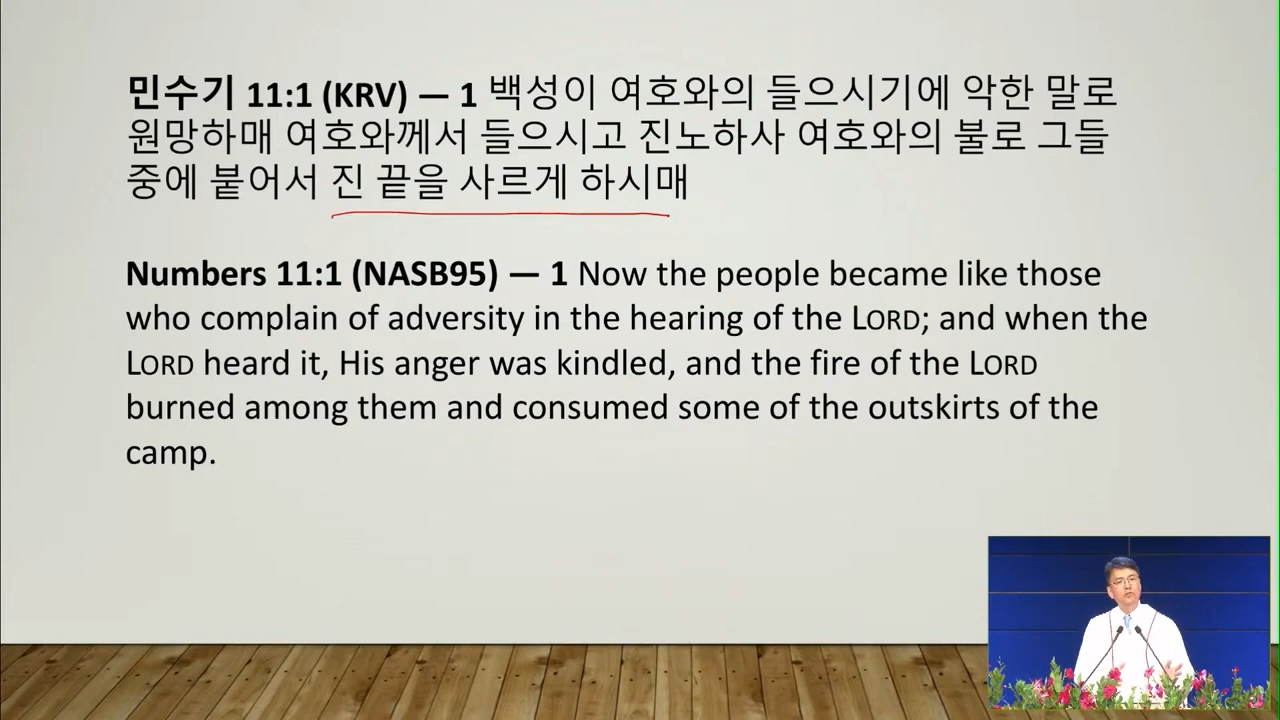 민수기 11:1 (KRV) — 1 백성이 여호와의 들으시기에 악한 말로
원망하매 여호와께서 들으시고 진노하사 여호와의 불로 그들
중에 붙어서 진 끝을 사르게 하시매
Numbers 11:1 (NASB95) — 1 Now the people became like those
who complain of adversity in the hearing of the LORD; and when the
LORD heard it, His anger was kindled, and the fire of the LORD
burned among them and consumed some of the outskirts of the
camp.